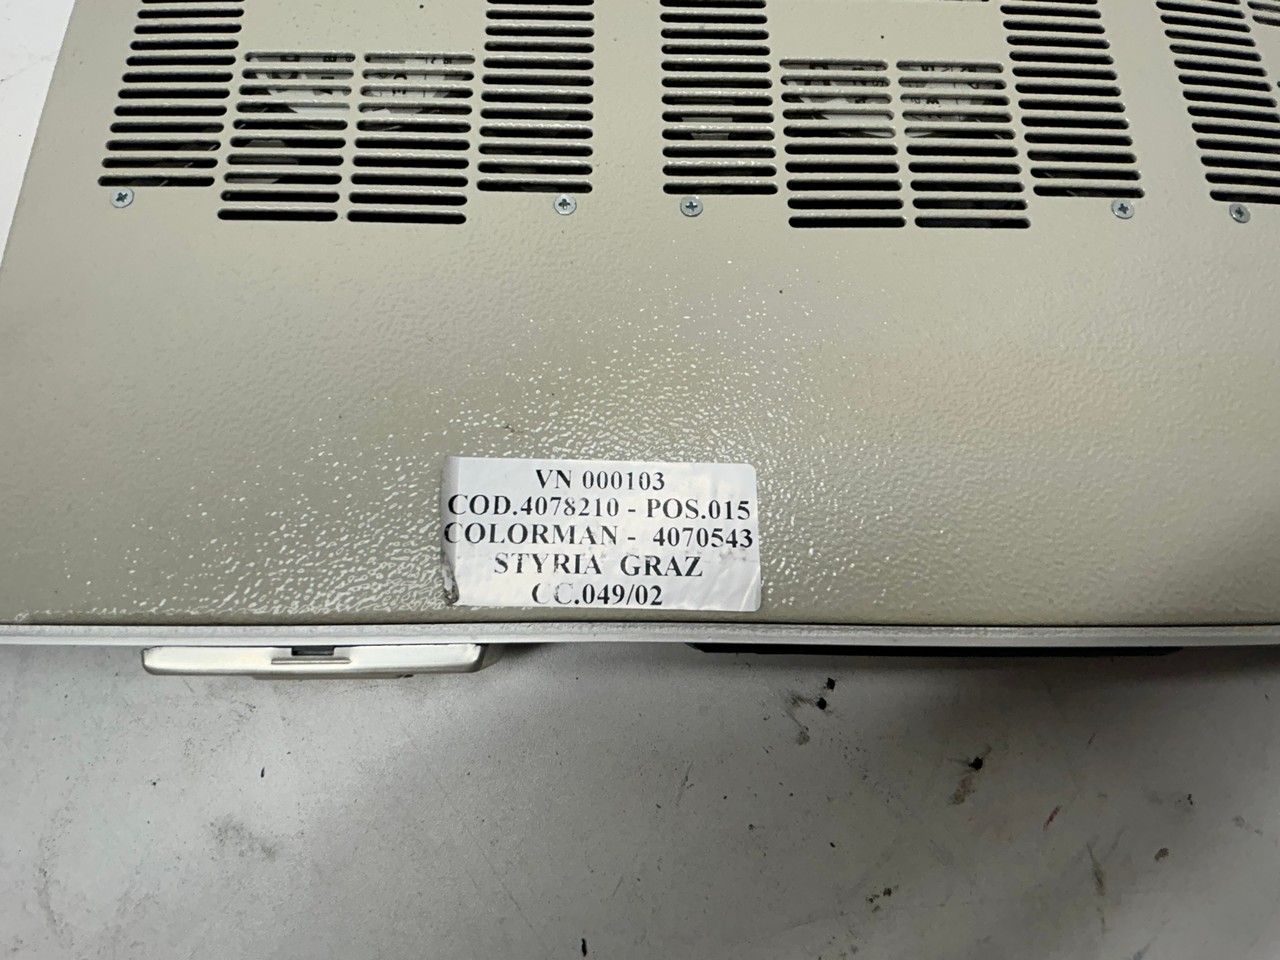 VN 000103
COD.4078210 - POS.015
COLORMAN - 4070543
STYRIA GRAZ
CC.049/02